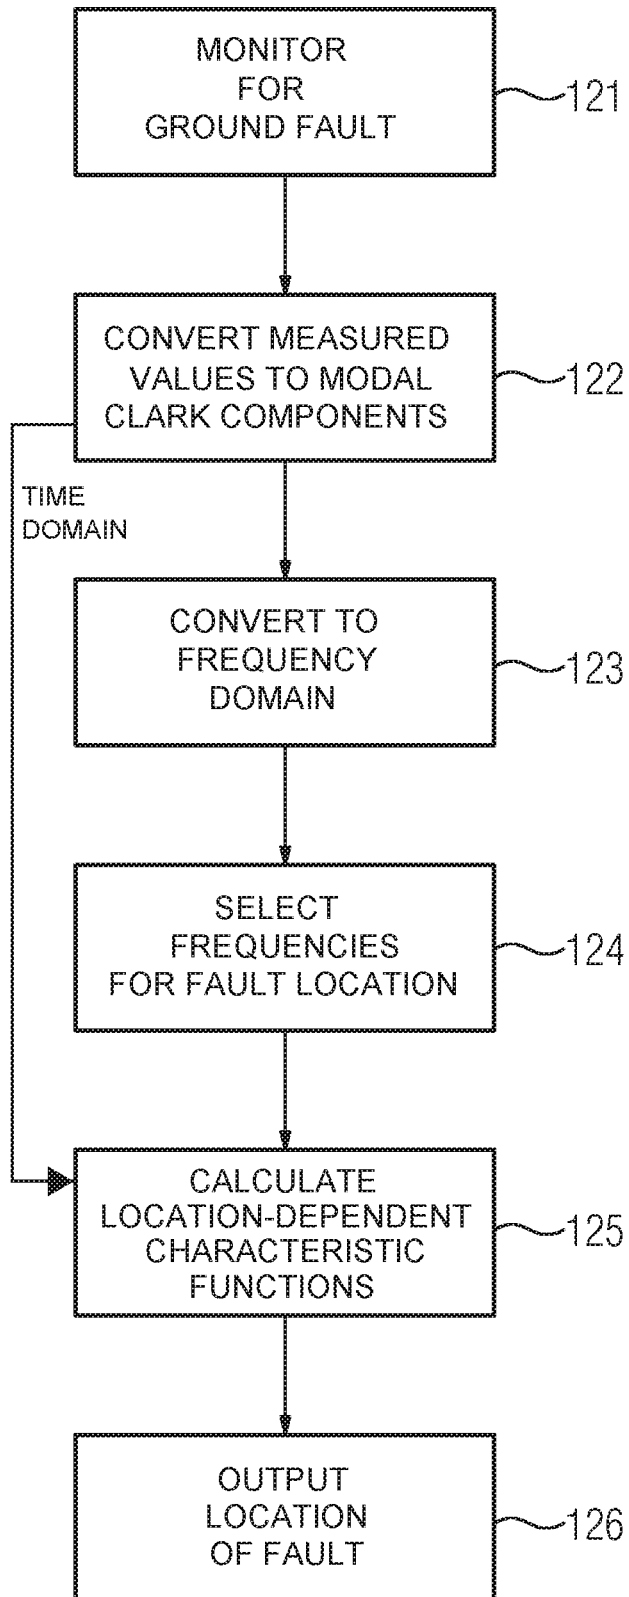 MONITOR
FOR
GROUND FAULT
121
CONVERT MEASURED
VALUES TO MODAL
CLARK COMPONENTS
122
TIME
DOMAIN
CONVERT TO
FREQUENCY
DOMAIN
123
SELECT
FREQUENCIES
FOR FAULT LOCATION
124
CALCULATE
LOCATION-DEPENDENT
CHARACTERISTIC
FUNCTIONS
125
OUTPUT
LOCATION
OF FAULT
126